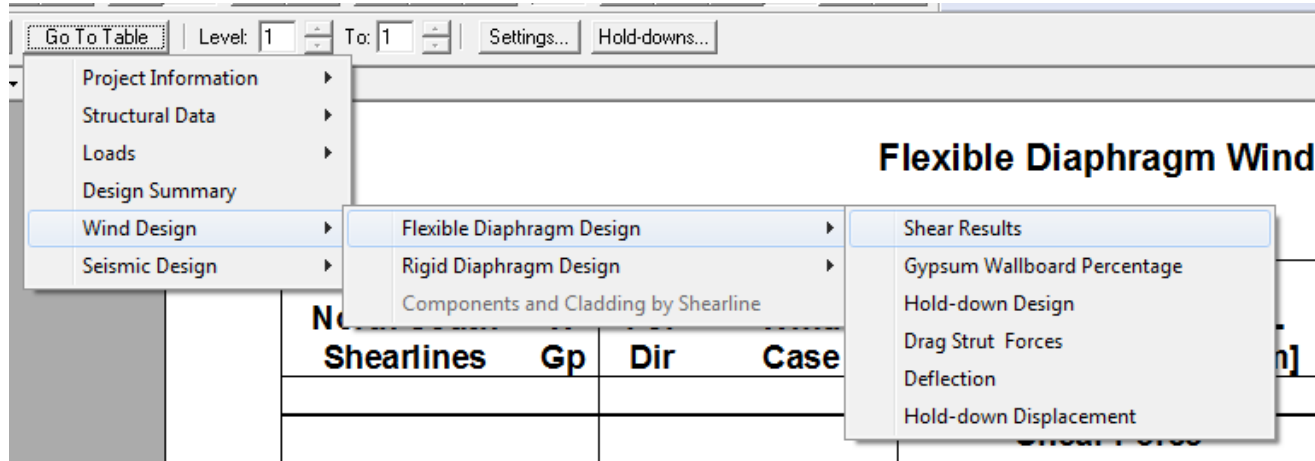 Go To Table Level: 1 To: 1 Settings... Hold-downs...
Project Information
Structural Data
Loads
Design Summary
Wind Design
Seismic Design
Flexible Diaphragm Wind
Flexible Diaphragm Design
Rigid Diaphragm Design
Components and Cladding by Shearline
Shear Results
Gypsum Wallboard Percentage
Hold-down Design
Drag Strut Forces
Deflection
Hold-down Displacement
Shearlines Gp Dir Case